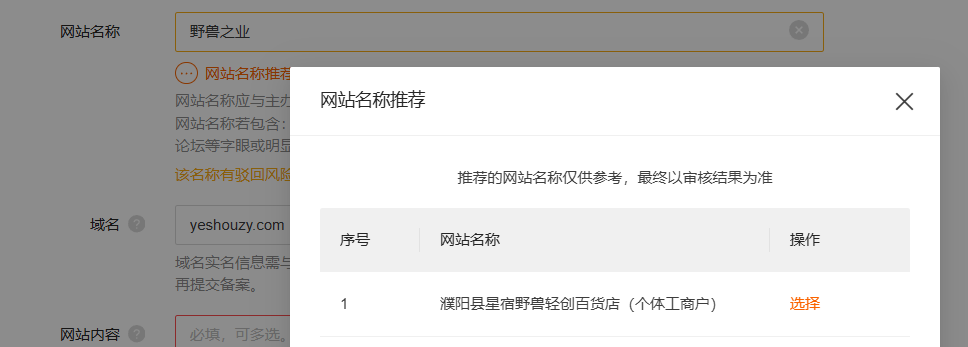 网站名称
野兽之业
网站名称推荐
网站名称应与主办
网站名称若包含：
论坛等字眼或明显
该名称有驳回风险
域名
yeshouzy.com
域名实名信息需与
再提交备案。
网站内容
必填，可多选。
网站名称推荐
推荐的网站名称仅供参考，最终以审核结果为准
序号 网站名称 操作
1 濮阳县星宿野兽轻创百货店（个体工商户） 选择